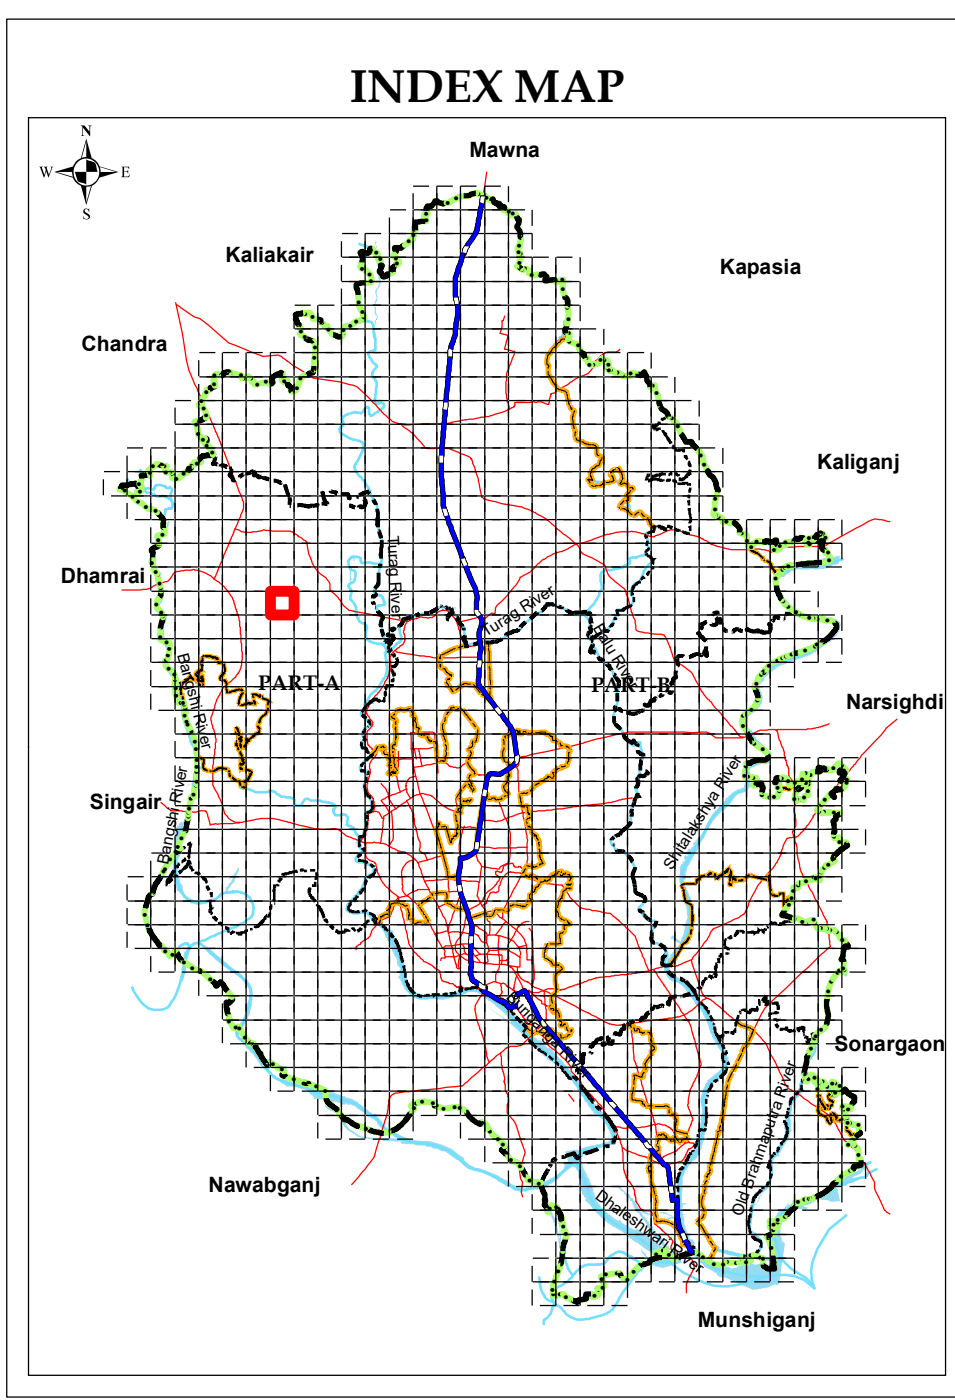 INDEX MAP
N
W E
S
Mawna
Kaliakair
Kapasia
Chandra
Kaliganj
Dhamrai
Turag River
Turag River
Balu River
PART-A
PART-B
Bangshi River
Narsighdi
Singair
Bangshi River
Shitalakshya River
Buriganga River
Sonargaon
Old Brahmaputra River
Nawabganj
Dhaleshwari River
Munshiganj